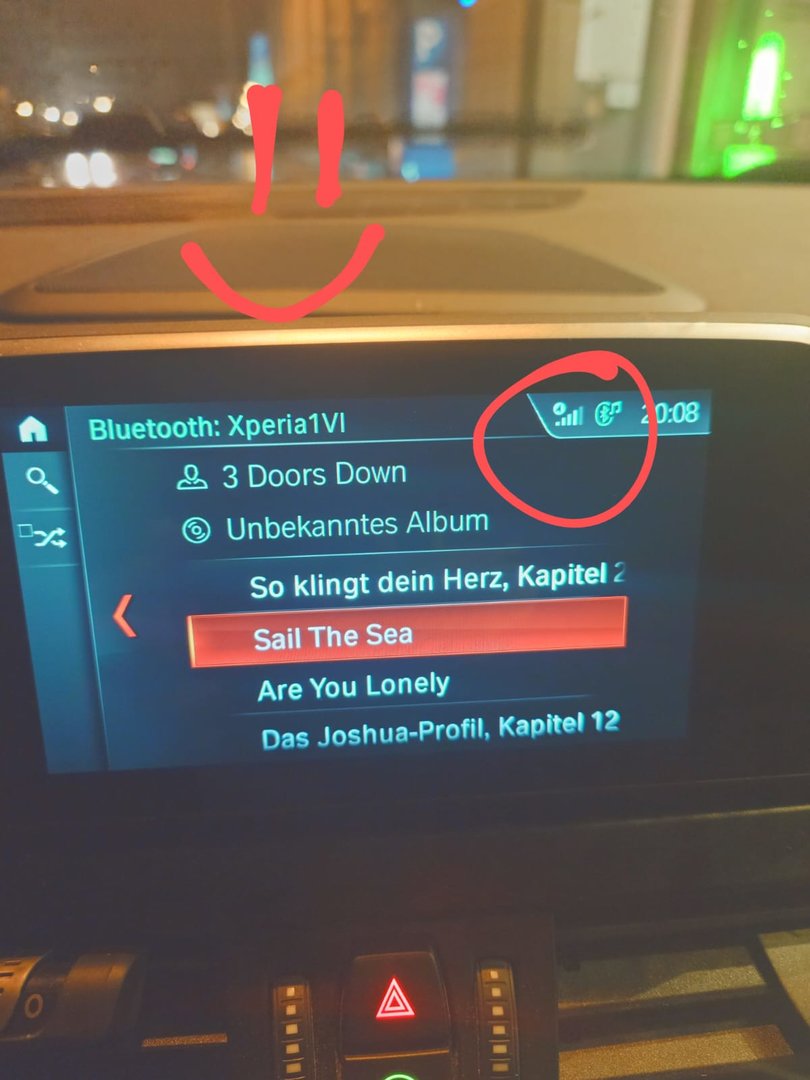 Bluetooth: Xperia1VI
20:08
3 Doors Down
Unbekanntes Album
So klingt dein Herz, Kapitel 2
Sail The Sea
Are You Lonely
Das Joshua-Profil, Kapitel 12